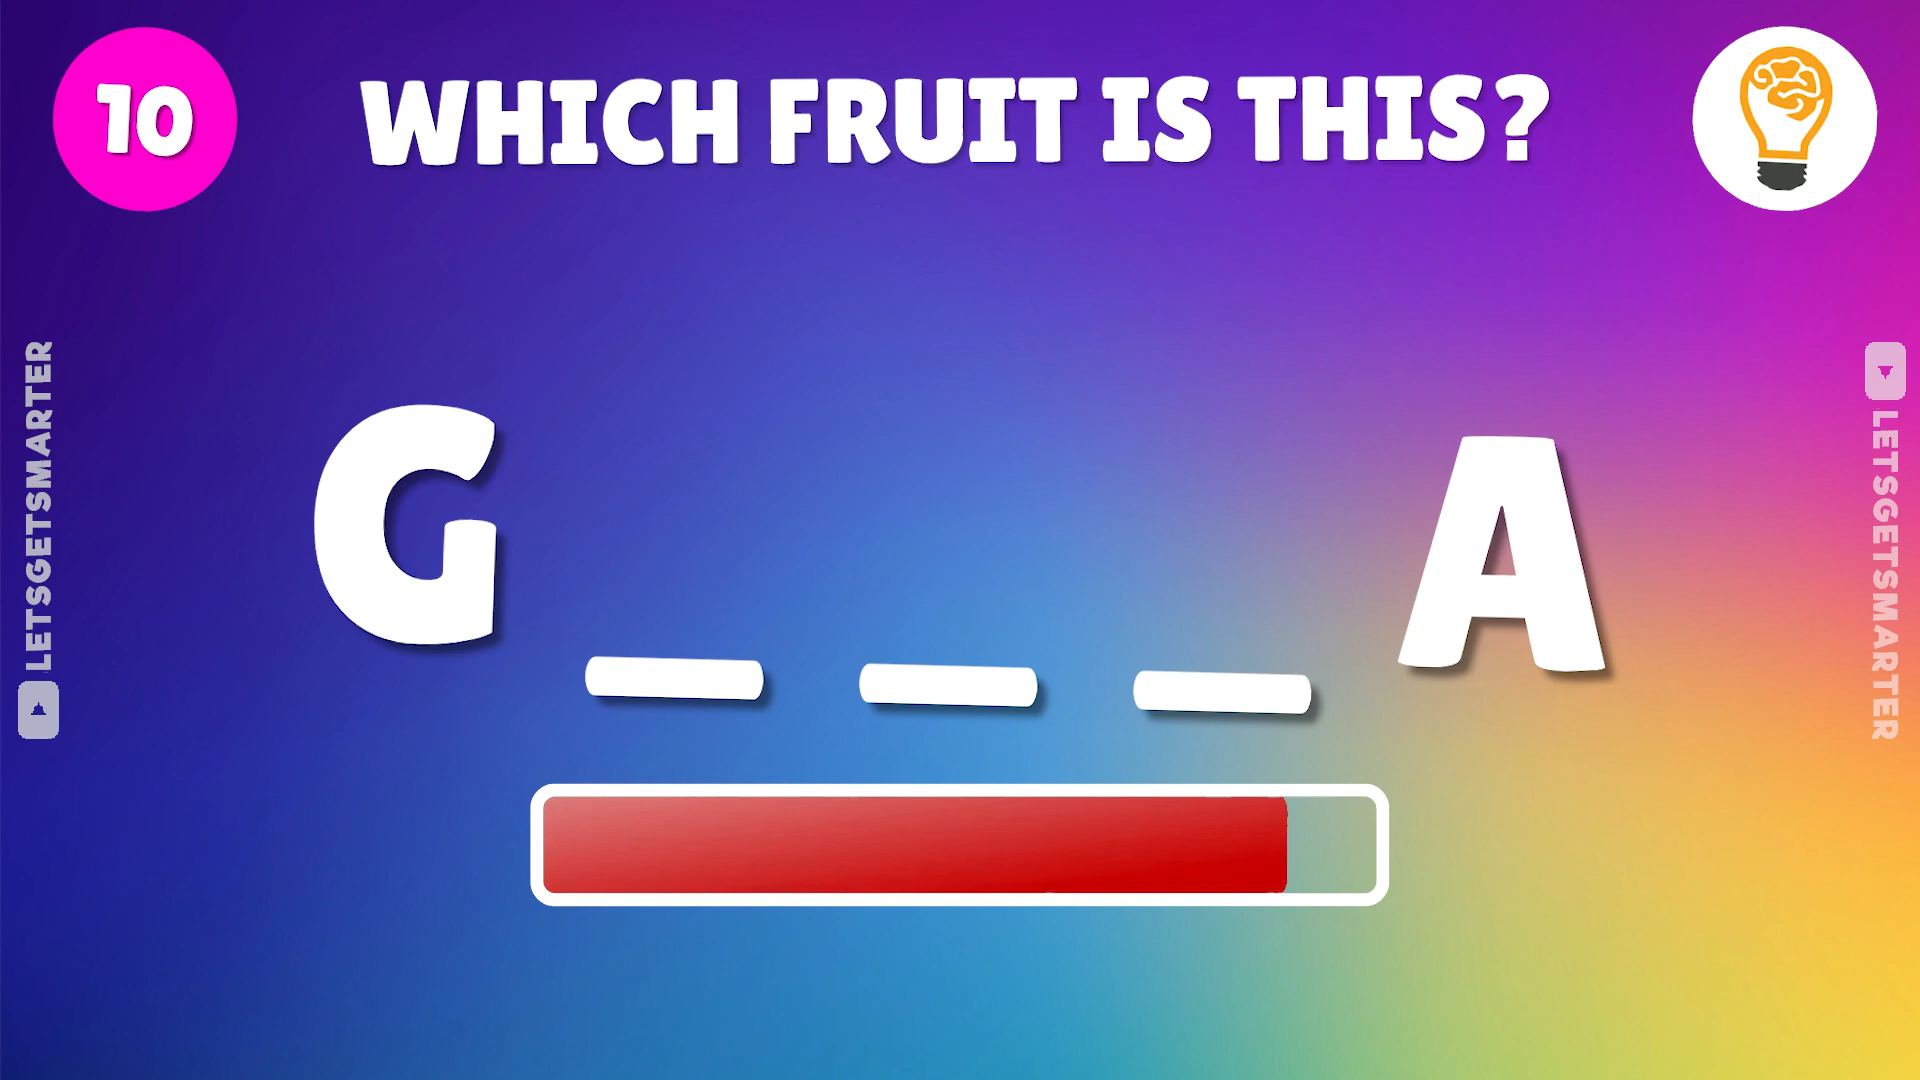 10
WHICH FRUIT IS THIS?
G _ _ _ A
LETSGETSMARTER
LETSGETSMARTER